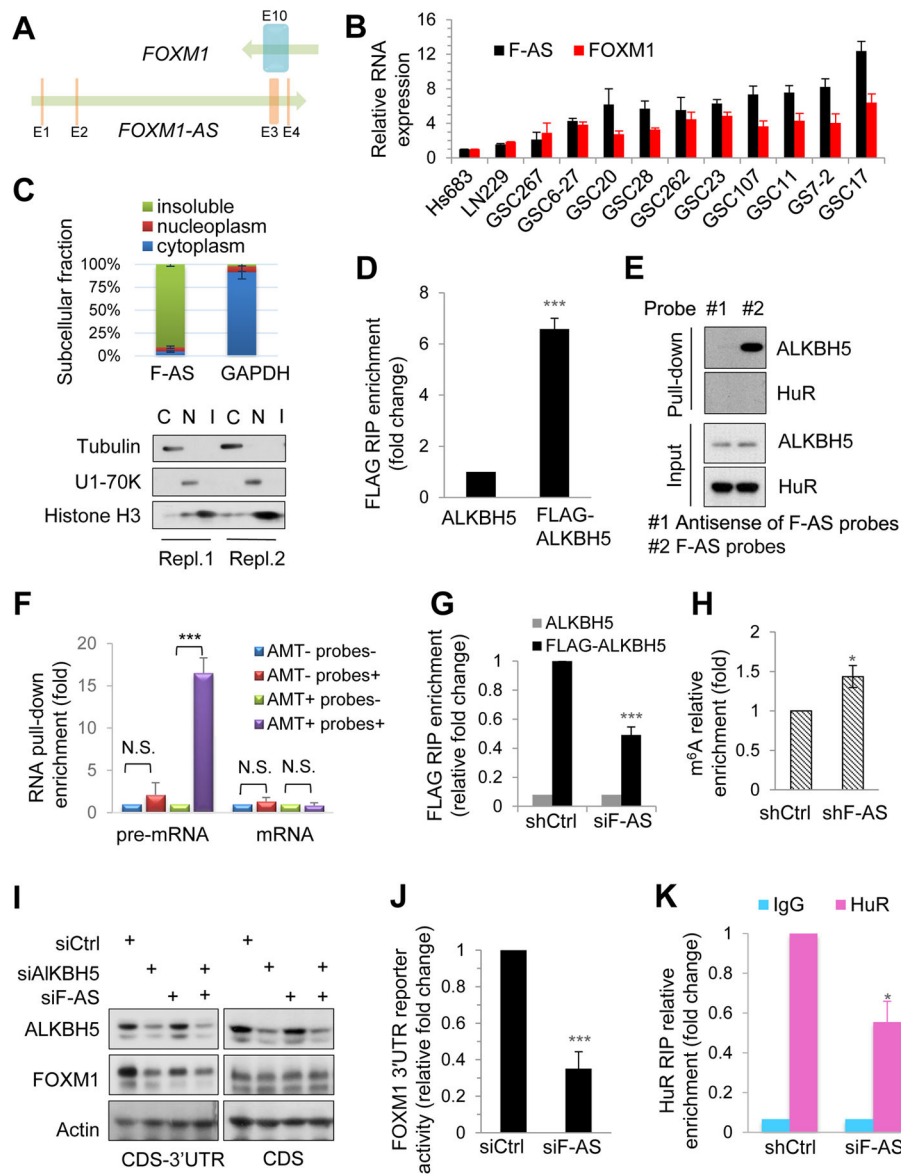 A
E10
FOXM1
E1
E2
FOXM1-AS
E3
E4
B
Relative RNA
expression
16
12
8
4
0
F-AS
FOXM1
Hs683
LN229
GSC267
GSC6-27
GSC20
GSC28
GSC262
GSC23
GSC107
GSC11
GS7-2
GSC17
C
insoluble
nucleoplasm
cytoplasm
Subcellular fraction
100%
75%
50%
25%
0%
F-AS
GAPDH
C N I C N I
Tubulin
U1-70K
Histone H3
Repl.1
Repl.2
D
FLAG RIP enrichment
(fold change)
8
6
4
2
0
***
ALKBH5
FLAG-
ALKBH5
E
Probe #1 #2
Pull-down
ALKBH5
HuR
Input
ALKBH5
HuR
#1 Antisense of F-AS probes
#2 F-AS probes
F
RNA pull-down
enrichment (fold)
20
15
10
5
0
N.S.
***
N.S.
N.S.
AMT- probes-
AMT- probes+
AMT+ probes-
AMT+ probes+
pre-mRNA
mRNA
G
ALKBH5
FLAG-ALKBH5
FLAG RIP enrichment
(relative fold change)
1
0.8
0.6
0.4
0.2
0
***
shCtrl
siF-AS
H
m⁶A relative
enrichment (fold)
2
1.5
1
0.5
0
*
shCtrl
shF-AS
I
siCtrl + +
siAlKBH5 + + + +
siF-AS + + + +
ALKBH5
FOXM1
Actin
CDS-3'UTR
CDS
J
FOXM1 3'UTR reporter
activity (relative fold change)
1
0.8
0.6
0.4
0.2
0
***
siCtrl
siF-AS
K
IgG
HuR
HuR RIP relative
enrichment (fold change)
1
0.8
0.6
0.4
0.2
0
*
shCtrl
siF-AS